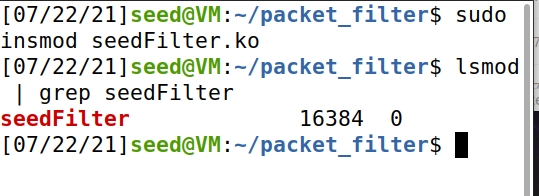 [07/22/21]seed@VM:~/packet_filter$ sudo
insmod seedFilter.ko
[07/22/21]seed@VM:~/packet_filter$ lsmod
 | grep seedFilter
seedFilter             16384  0
[07/22/21]seed@VM:~/packet_filter$